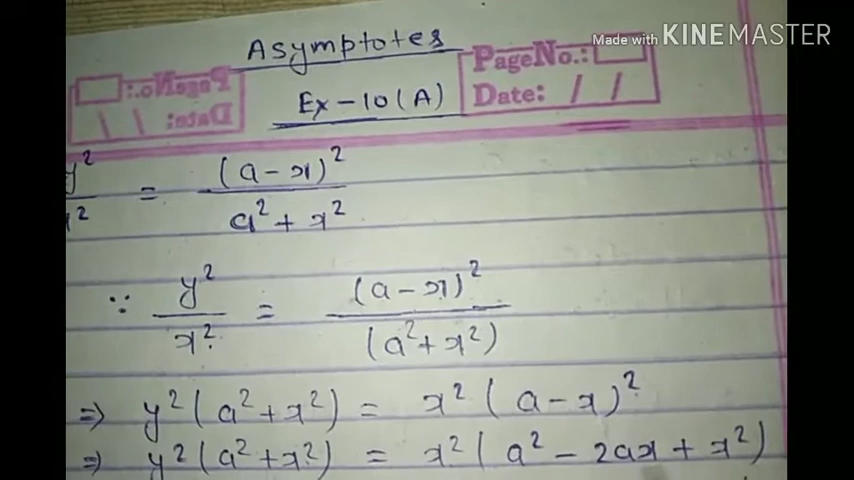 Made with KINEMASTER
Asymptotes
PageNo.:
Ex-10(A)
Date: / /
y² / x² = (a-x)² / a²+x²
∵ y² / x² = (a-x)² / (a²+x²)
⇒ y²(a²+x²) = x²(a-x)²
⇒ y²(a²+x²) = x²(a²-2ax+x²)